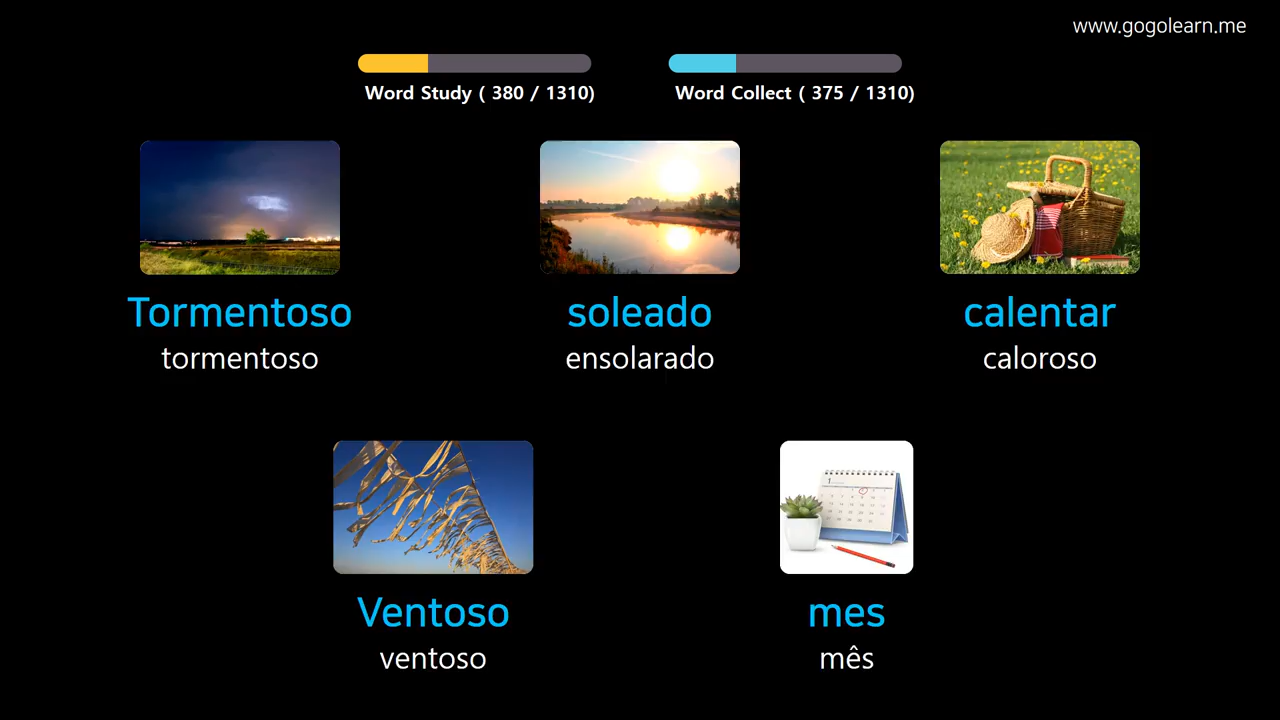 www.gogolearn.me
Word Study ( 380 / 1310)
Word Collect ( 375 / 1310)
Tormentoso
tormentoso
soleado
ensolarado
calentar
caloroso
Ventoso
ventoso
mes
mês